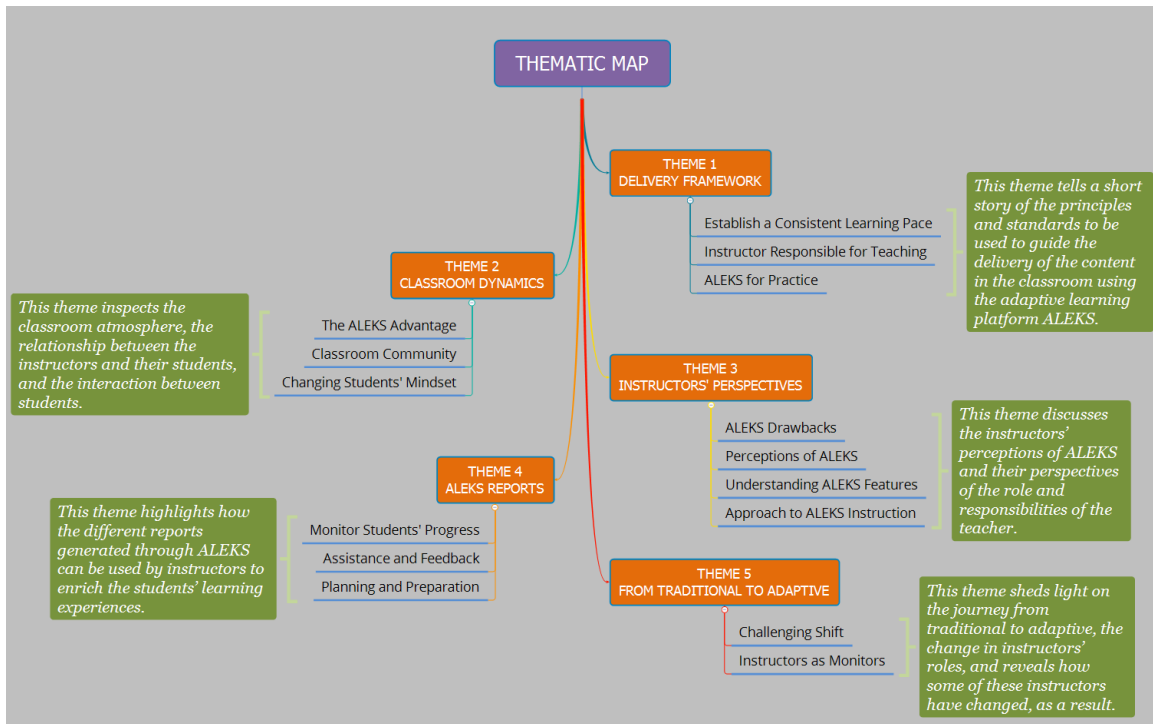 THEMATIC MAP
THEME 1
DELIVERY FRAMEWORK
Establish a Consistent Learning Pace
Instructor Responsible for Teaching
ALEKS for Practice
This theme tells a short
story of the principles
and standards to be
used to guide the
delivery of the content
in the classroom using
the adaptive learning
platform ALEKS.
THEME 2
CLASSROOM DYNAMICS
The ALEKS Advantage
Classroom Community
Changing Students' Mindset
This theme inspects the
classroom atmosphere, the
relationship between the
instructors and their students,
and the interaction between
students.
THEME 3
INSTRUCTORS' PERSPECTIVES
ALEKS Drawbacks
Perceptions of ALEKS
Understanding ALEKS Features
Approach to ALEKS Instruction
This theme discusses
the instructors’
perceptions of ALEKS
and their perspectives
of the role and
responsibilities of the
teacher.
THEME 4
ALEKS REPORTS
Monitor Students' Progress
Assistance and Feedback
Planning and Preparation
This theme highlights how
the different reports
generated through ALEKS
can be used by instructors to
enrich the students’ learning
experiences.
THEME 5
FROM TRADITIONAL TO ADAPTIVE
Challenging Shift
Instructors as Monitors
This theme sheds light on
the journey from
traditional to adaptive, the
change in instructors’
roles, and reveals how
some of these instructors
have changed, as a result.